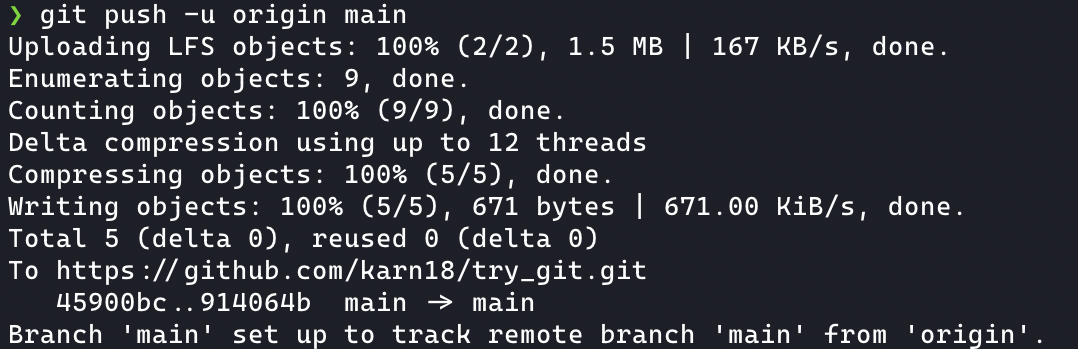 ❯ git push -u origin main
Uploading LFS objects: 100% (2/2), 1.5 MB | 167 KB/s, done.
Enumerating objects: 9, done.
Counting objects: 100% (9/9), done.
Delta compression using up to 12 threads
Compressing objects: 100% (5/5), done.
Writing objects: 100% (5/5), 671 bytes | 671.00 KiB/s, done.
Total 5 (delta 0), reused 0 (delta 0)
To https://github.com/karn18/try_git.git
   45900bc..914064b  main -> main
Branch 'main' set up to track remote branch 'main' from 'origin'.